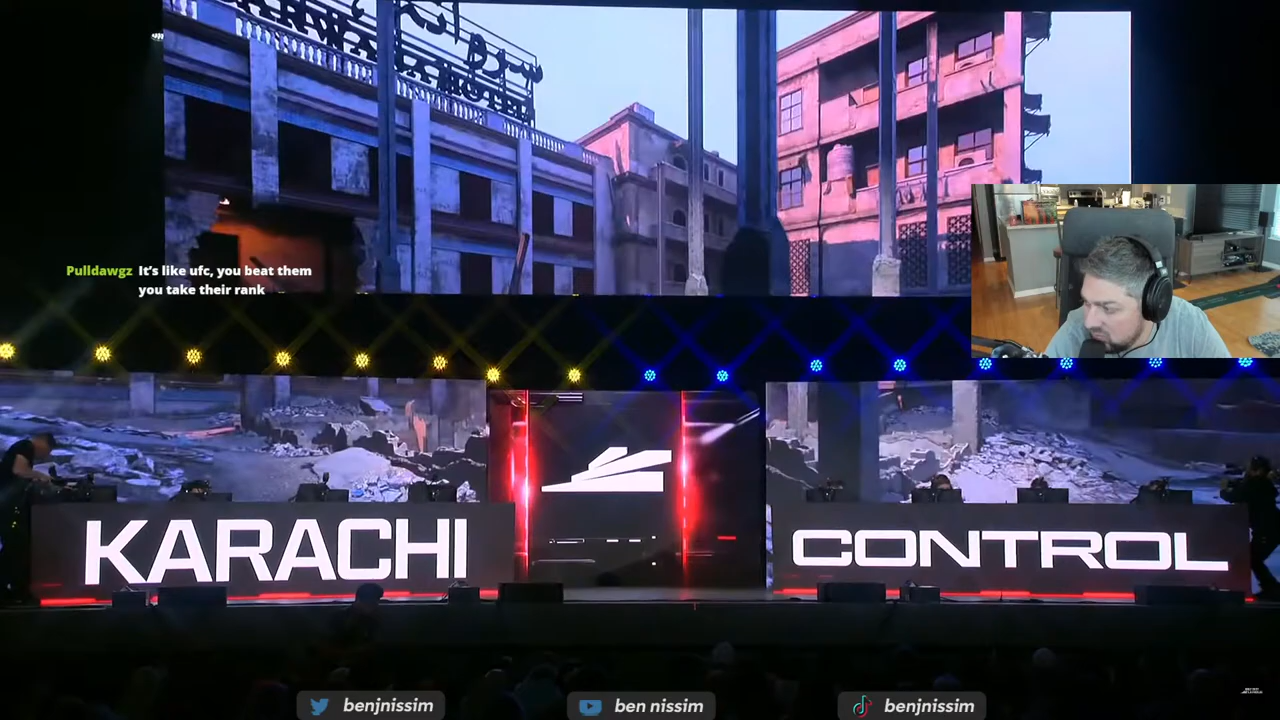 Pulldawgz It's like ufc, you beat them
you take their rank
KARACHI
CONTROL
benjnissim
ben nissim
benjnissim